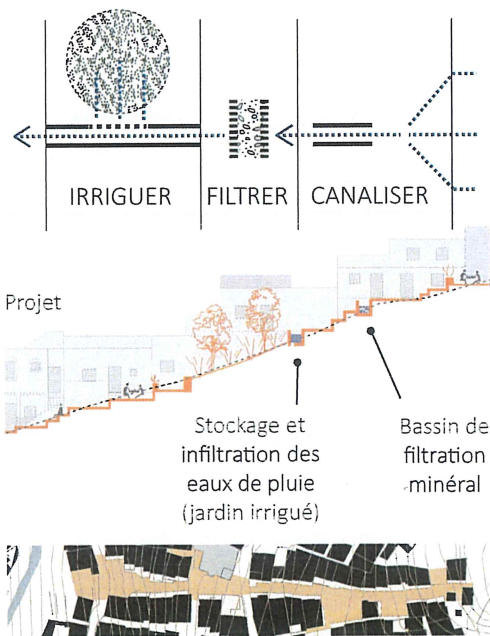 IRRIGUER FILTRER CANALISER
Projet
Stockage et
infiltration des
eaux de pluie
(jardin irrigué)
Bassin de
filtration
minéral